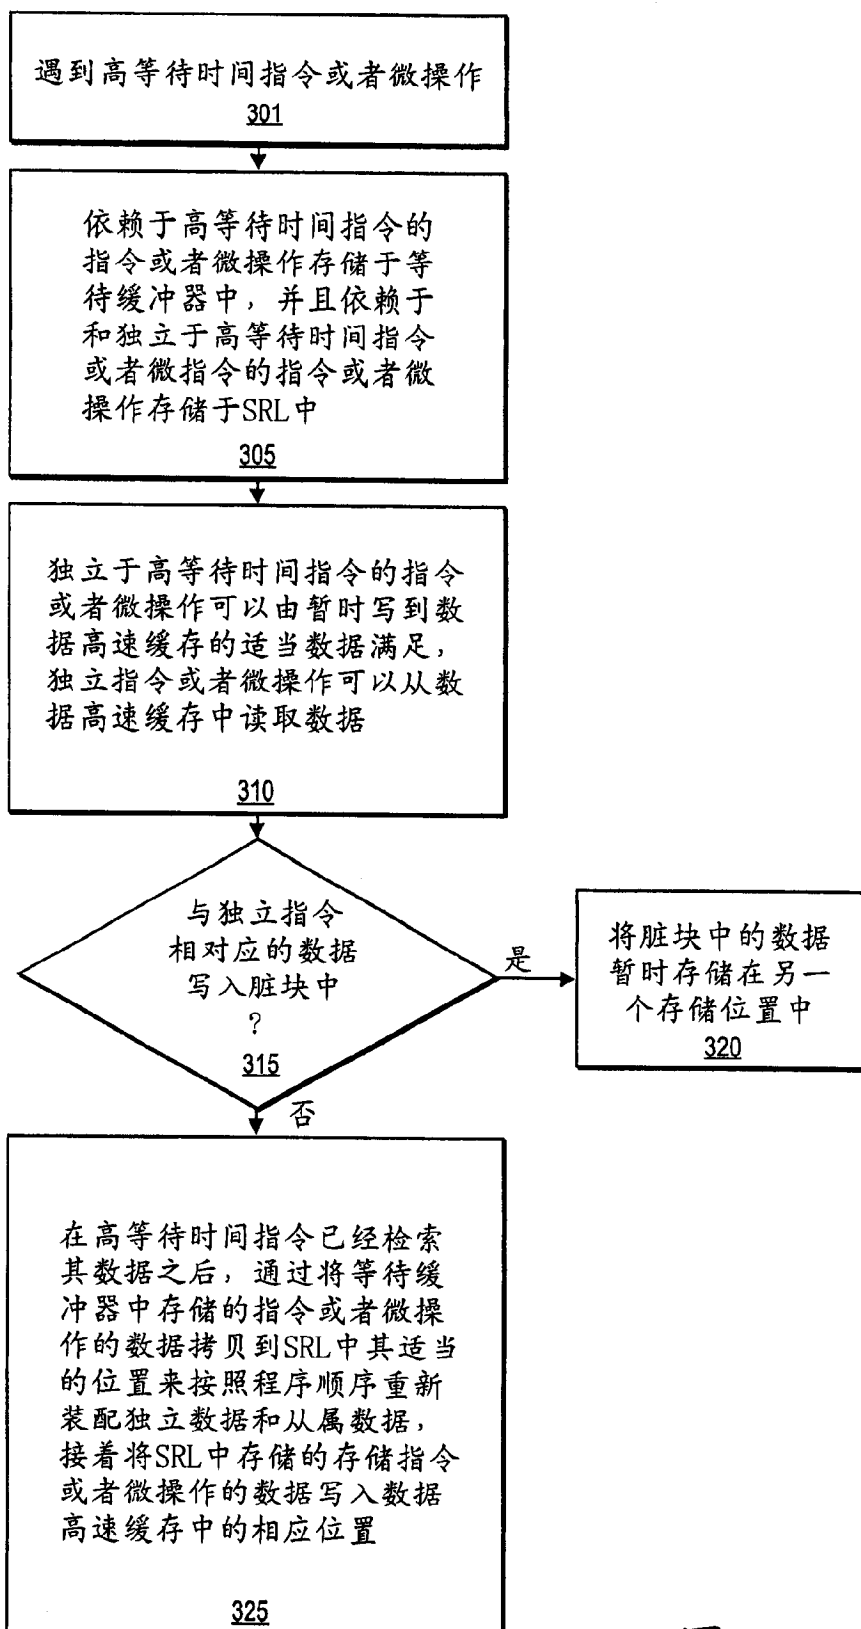 遇到高等待时间指令或者微操作
301
依赖于高等待时间指令的
指令或者微操作存储于等
待缓冲器中，并且依赖于
和独立于高等待时间指令
或者微指令的指令或者微
操作存储于SRL中
305
独立于高等待时间指令的指令
或者微操作可以由暂时写到数
据高速缓存的适当数据满足，
独立指令或者微操作可以从数
据高速缓存中读取数据
310
与独立指令
相对应的数据
写入脏块中
？
315
是
将脏块中的数据
暂时存储在另一
个存储位置中
320
否
在高等待时间指令已经检索
其数据之后，通过将等待缓
冲器中存储的指令或者微操
作的数据拷贝到SRL中其适当
的位置来按照程序顺序重新
装配独立数据和从属数据，
接着将SRL中存储的存储指令
或者微操作的数据写入数据
高速缓存中的相应位置
325